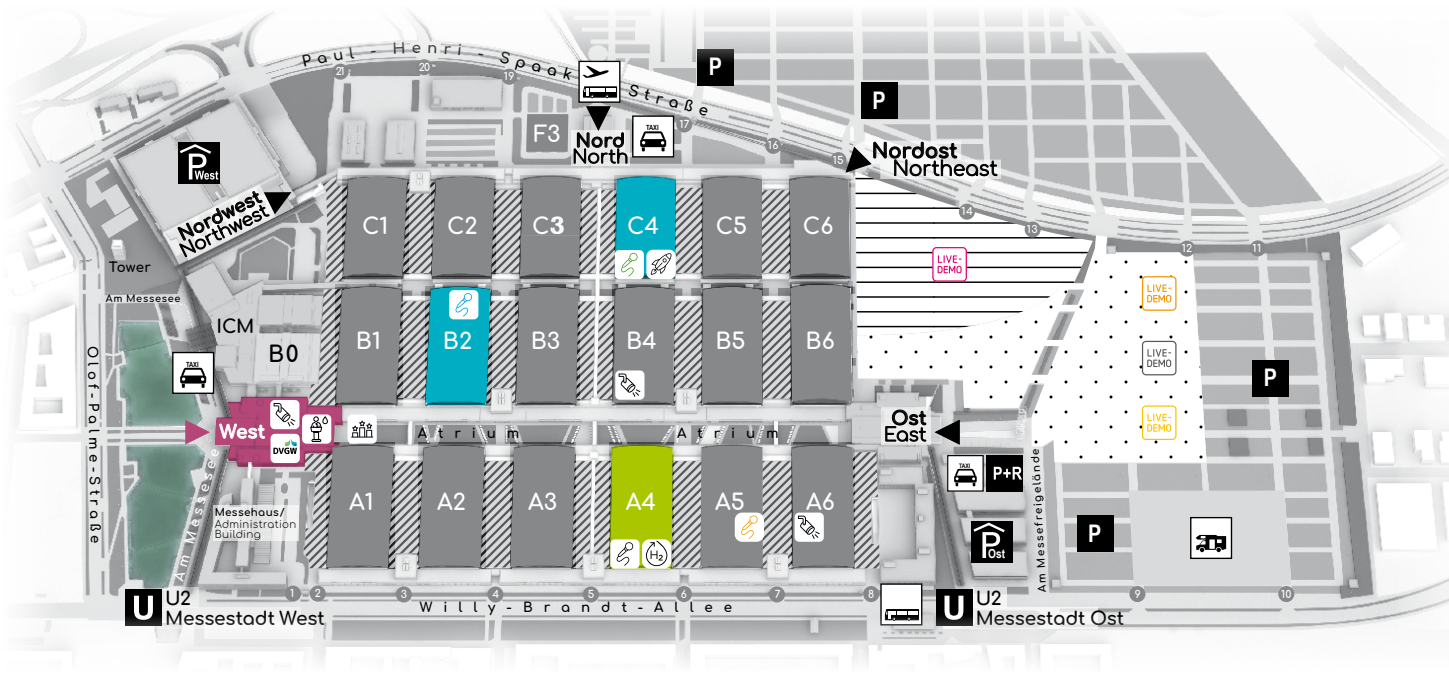 Paul - Henri - Spaak
Straße
21
20
19
17
16
15
14
13
12
11
P
P
TAXI
F3
Nord
North
Nordost
Northeast
P
West
Nordwest
Northwest
C1
C2
C3
C4
C5
C6
LIVE-
DEMO
LIVE-
DEMO
LIVE-
DEMO
LIVE-
DEMO
Tower
Am Messesee
ICM
B0
B1
B2
B3
B4
B5
B6
P
TAXI
Olof-Palme-Straße
West
DVGW
Atrium
Atrium
Ost
East
TAXI
P+R
A1
A2
A3
A4
A5
A6
H2
Messehaus/
Administration
Building
Am Messesee
P
Ost
Am Messefreigelände
P
1
2
3
4
5
6
7
8
9
10
Willy-Brandt-Allee
U
U2
Messestadt West
U
U2
Messestadt Ost